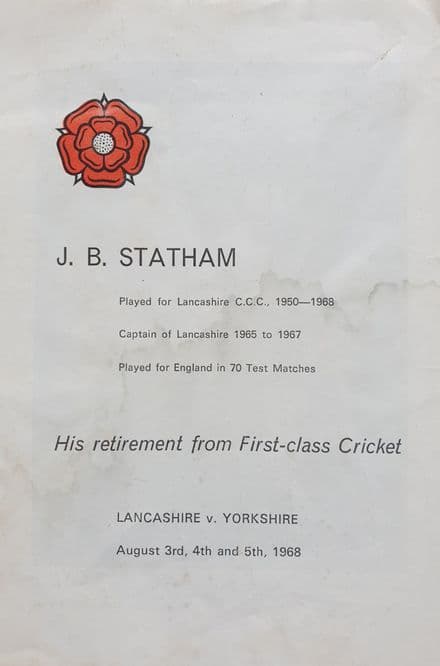 J. B. STATHAM
Played for Lancashire C.C.C., 1950—1968
Captain of Lancashire 1965 to 1967
Played for England in 70 Test Matches
His retirement from First-class Cricket
LANCASHIRE v. YORKSHIRE
August 3rd, 4th and 5th, 1968